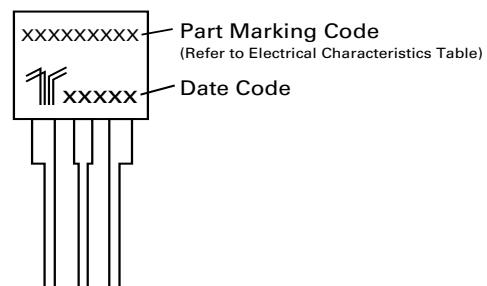 xxxxxxxxx
Part Marking Code
(Refer to Electrical Characteristics Table)
xxxxx
Date Code